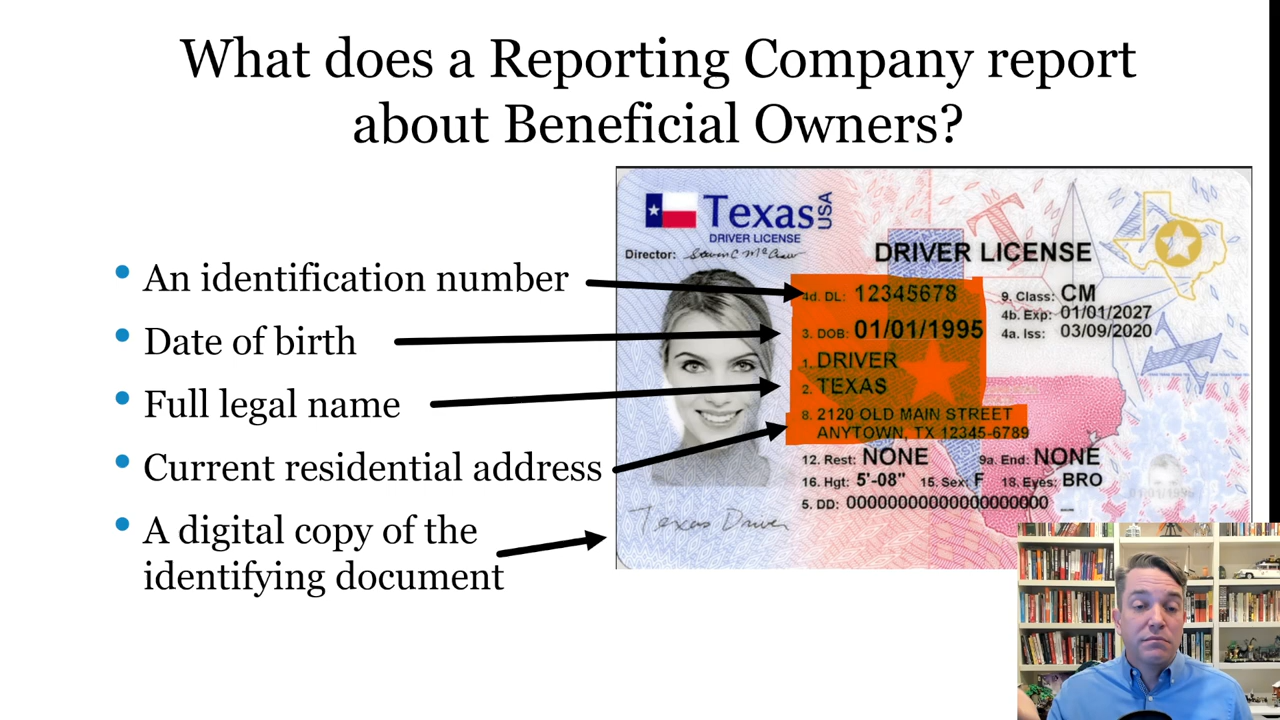 What does a Reporting Company report
about Beneficial Owners?
An identification number
Date of birth
Full legal name
Current residential address
A digital copy of the
identifying document
Texas USA
DRIVER LICENSE
Director:
DRIVER LICENSE
4d. DL: 12345678
9. Class: CM
4b. Exp: 01/01/2027
3. DOB: 01/01/1995
4a. Iss: 03/09/2020
1. DRIVER
2. TEXAS
8. 2120 OLD MAIN STREET
ANYTOWN, TX 12345-6789
12. Rest: NONE
9a. End: NONE
16. Hgt: 5'-08"
15. Sex: F
18. Eyes: BRO
5. DD: 00000000000000000000
Texas Driver